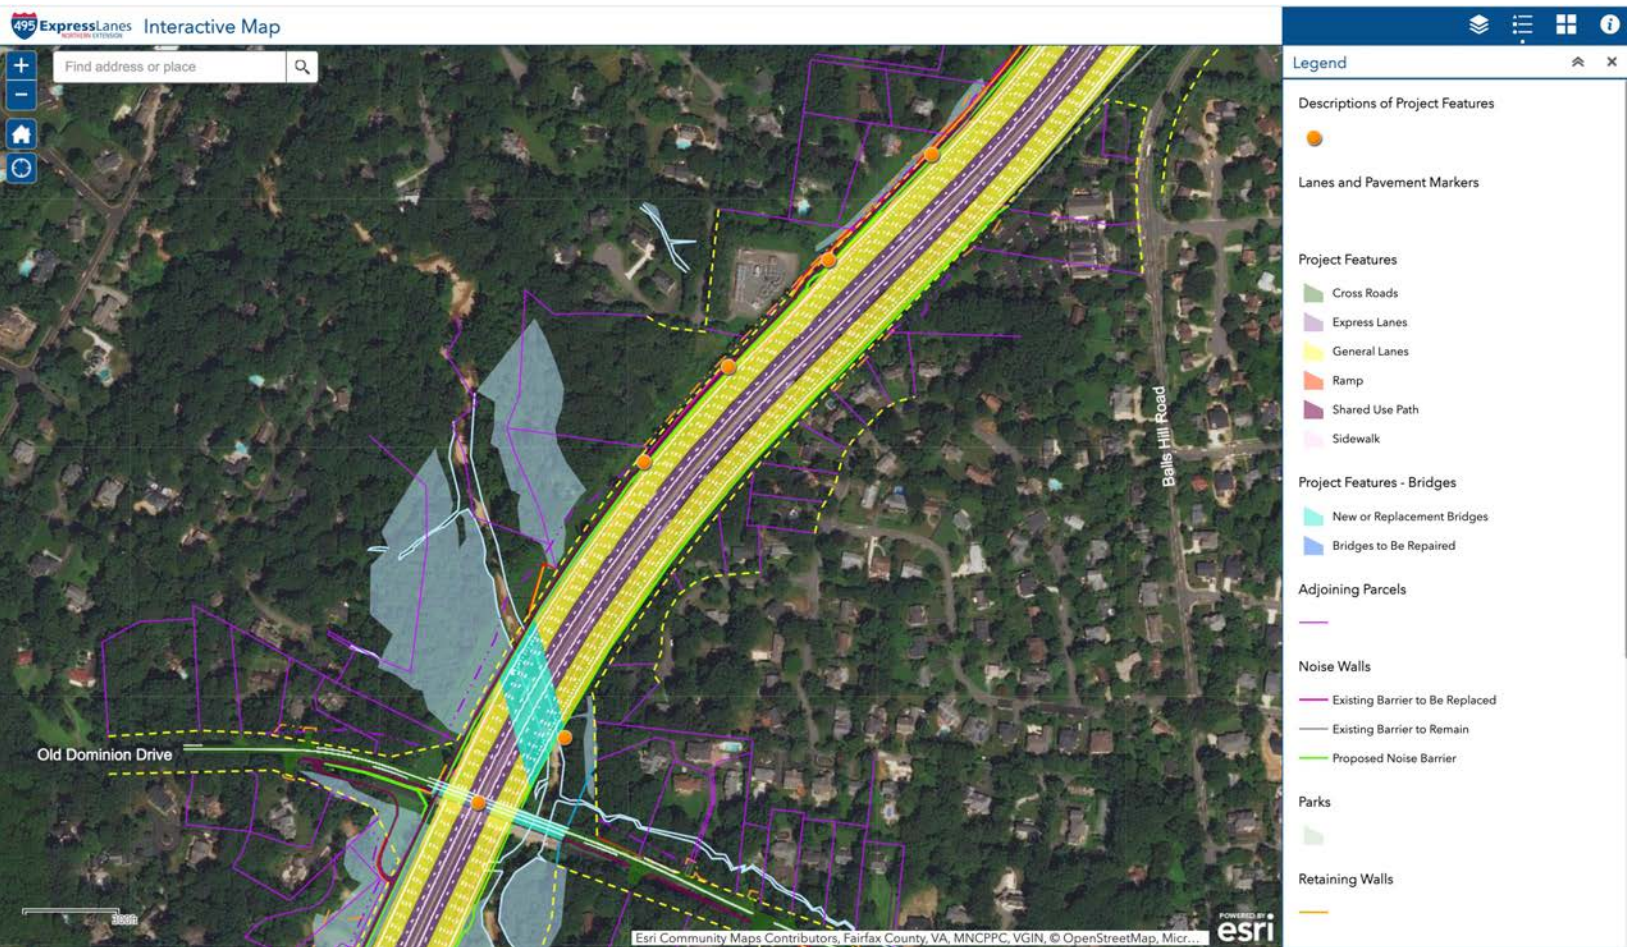 495 ExpressLanes
NORTHERN EXTENSION
Interactive Map
Find address or place
Legend
Descriptions of Project Features
Lanes and Pavement Markers
Project Features
Cross Roads
Express Lanes
General Lanes
Ramp
Shared Use Path
Sidewalk
Project Features - Bridges
New or Replacement Bridges
Bridges to Be Repaired
Adjoining Parcels
Noise Walls
Existing Barrier to Be Replaced
Existing Barrier to Remain
Proposed Noise Barrier
Parks
Retaining Walls
Balls Hill Road
Old Dominion Drive
300ft
POWERED BY
esri
Esri Community Maps Contributors, Fairfax County, VA, MNCPPC, VGIN, © OpenStreetMap, Micr...